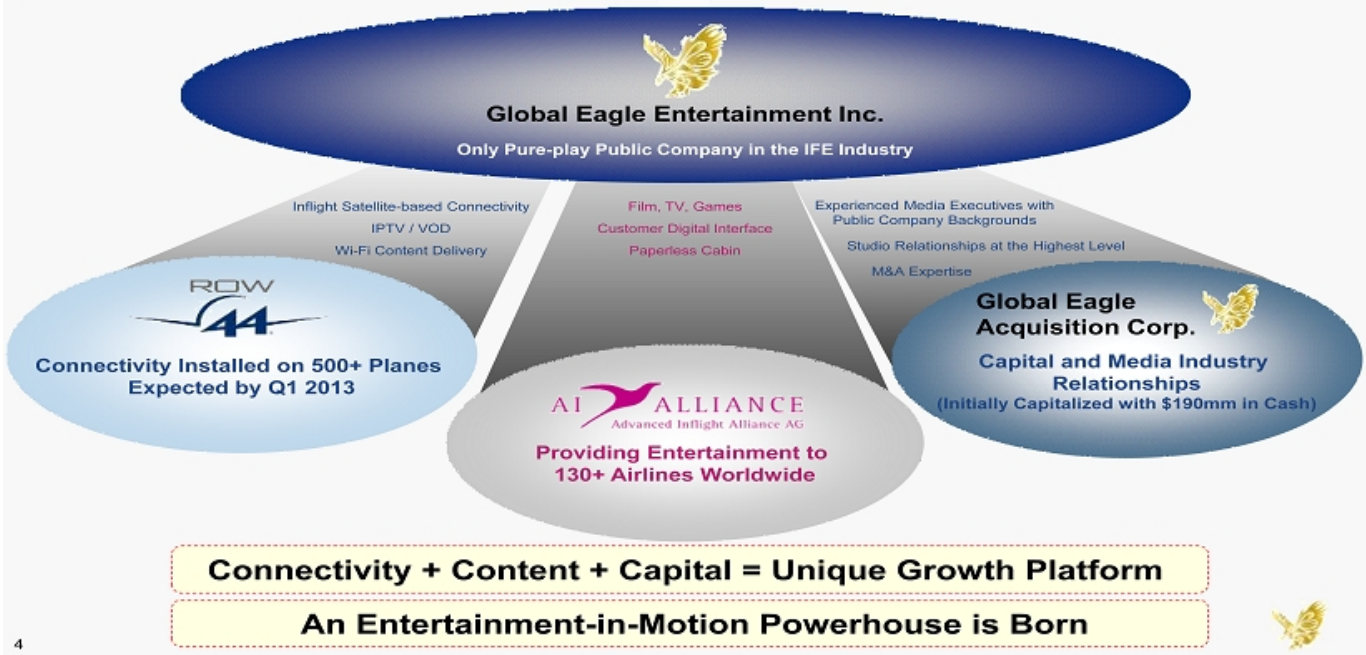 Global Eagle Entertainment Inc.
Only Pure-play Public Company in the IFE Industry
Inflight Satellite-based Connectivity
IPTV / VOD
Wi-Fi Content Delivery
Film, TV, Games
Customer Digital Interface
Paperless Cabin
Experienced Media Executives with
Public Company Backgrounds
Studio Relationships at the Highest Level
M&A Expertise
ROW
44
Connectivity Installed on 500+ Planes
Expected by Q1 2013
AI ALLIANCE
Advanced Inflight Alliance AG
Providing Entertainment to
130+ Airlines Worldwide
Global Eagle
Acquisition Corp.
Capital and Media Industry
Relationships
(Initially Capitalized with $190mm in Cash)
Connectivity + Content + Capital = Unique Growth Platform
An Entertainment-in-Motion Powerhouse is Born
4